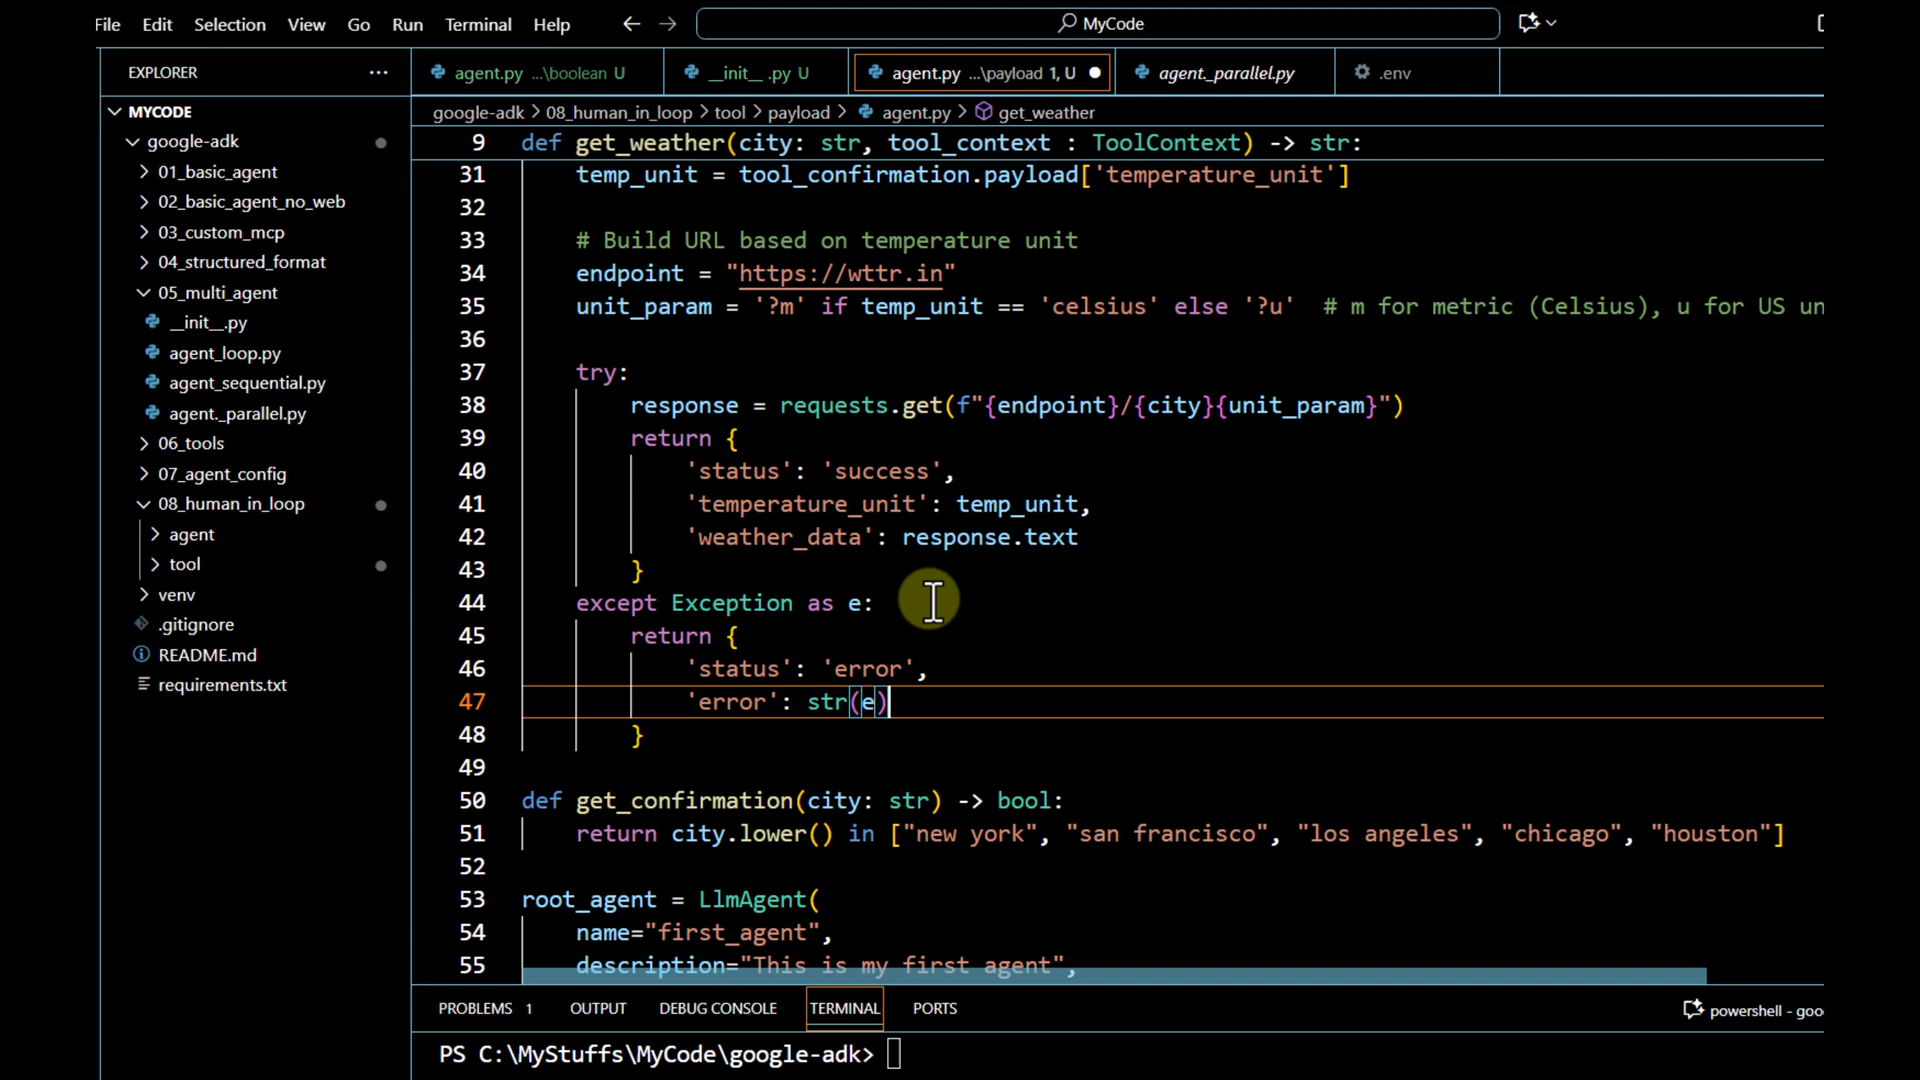 File Edit Selection View Go Run Terminal Help MyCode
EXPLORER ···
agent.py ...\boolean U __init__.py U agent.py ...\payload 1, U agent._parallel.py .env
MYCODE
google-adk
01_basic_agent
02_basic_agent_no_web
03_custom_mcp
04_structured_format
05_multi_agent
__init__.py
agent_loop.py
agent_sequential.py
agent._parallel.py
06_tools
07_agent_config
08_human_in_loop
agent
tool
venv
.gitignore
README.md
requirements.txt
google-adk > 08_human_in_loop > tool > payload > agent.py > get_weather
9 def get_weather(city: str, tool_context : ToolContext) -> str:
31 temp_unit = tool_confirmation.payload['temperature_unit']
32
33 # Build URL based on temperature unit
34 endpoint = "https://wttr.in"
35 unit_param = '?m' if temp_unit == 'celsius' else '?u' # m for metric (Celsius), u for US un
36
37 try:
38 response = requests.get(f"{endpoint}/{city}{unit_param}")
39 return {
40 'status': 'success',
41 'temperature_unit': temp_unit,
42 'weather_data': response.text
43 }
44 except Exception as e:
45 return {
46 'status': 'error',
47 'error': str(e)
48 }
49
50 def get_confirmation(city: str) -> bool:
51 return city.lower() in ["new york", "san francisco", "los angeles", "chicago", "houston"]
52
53 root_agent = LlmAgent(
54 name="first_agent",
55 description="This is my first agent",
PROBLEMS 1 OUTPUT DEBUG CONSOLE TERMINAL PORTS powershell - goo
PS C:\MyStuffs\MyCode\google-adk>